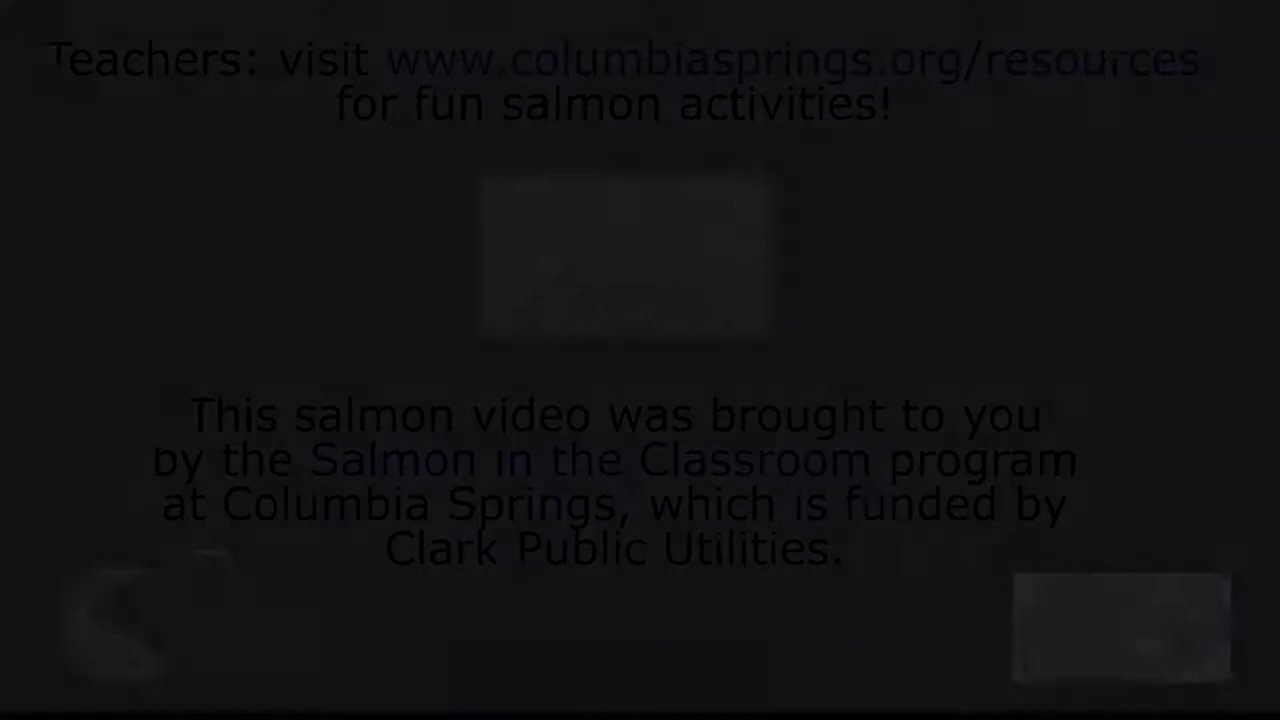 Teachers: visit www.columbiasprings.org/resources
for fun salmon activities!
This salmon video was brought to you
by the Salmon in the Classroom program
at Columbia Springs, which is funded by
Clark Public Utilities.